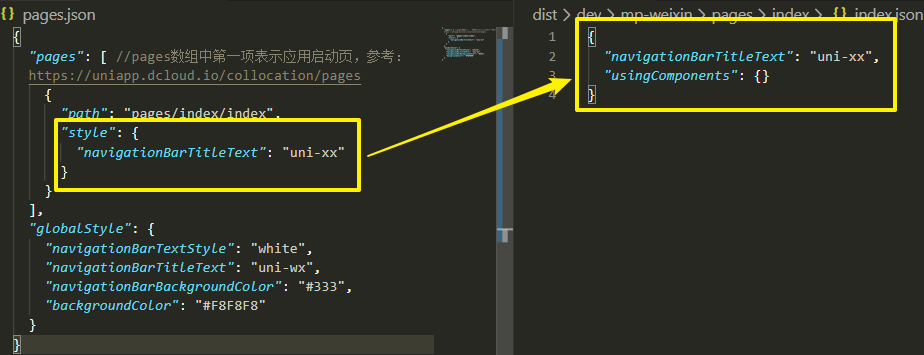 {} pages.json
{
"pages": [ //pages数组中第一项表示应用启动页，参考：
https://uniapp.dcloud.io/collocation/pages
{
"path": "pages/index/index",
"style": {
"navigationBarTitleText": "uni-xx"
}
}
],
"globalStyle": {
"navigationBarTextStyle": "white",
"navigationBarTitleText": "uni-wx",
"navigationBarBackgroundColor": "#333",
"backgroundColor": "#F8F8F8"
}
}
dist > dev > mp-weixin > pages > index > {} index.json
1 {
2 "navigationBarTitleText": "uni-xx",
3 "usingComponents": {}
4 }